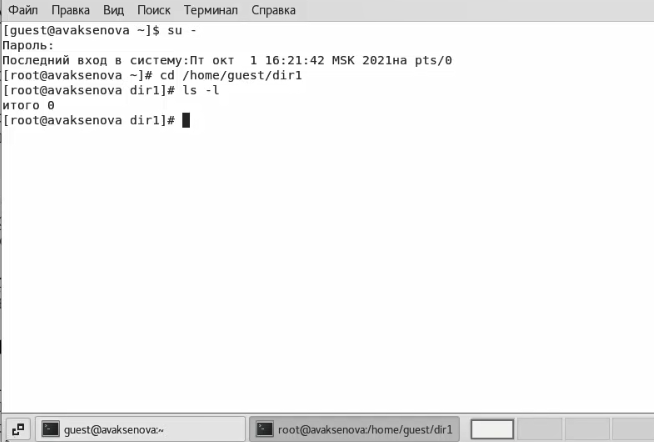 Файл Правка Вид Поиск Терминал Справка
[guest@avaksenova ~]$ su -
Пароль:
Последний вход в систему:Пт окт  1 16:21:42 MSK 2021на pts/0
[root@avaksenova ~]# cd /home/guest/dir1
[root@avaksenova dir1]# ls -l
итого 0
[root@avaksenova dir1]#
guest@avaksenova:~ root@avaksenova:/home/guest/dir1